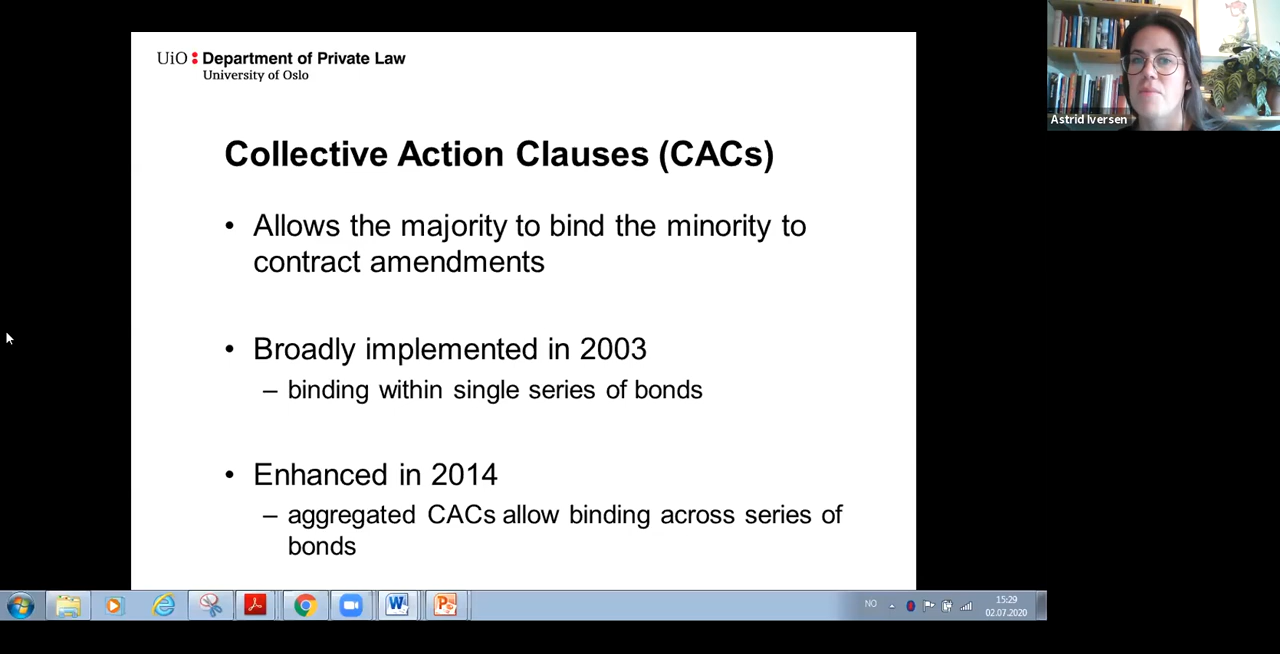 UiO : Department of Private Law
University of Oslo
Astrid Iversen
Collective Action Clauses (CACs)
• Allows the majority to bind the minority to
contract amendments
• Broadly implemented in 2003
– binding within single series of bonds
• Enhanced in 2014
– aggregated CACs allow binding across series of
bonds
NO
15:29
02.07.2020